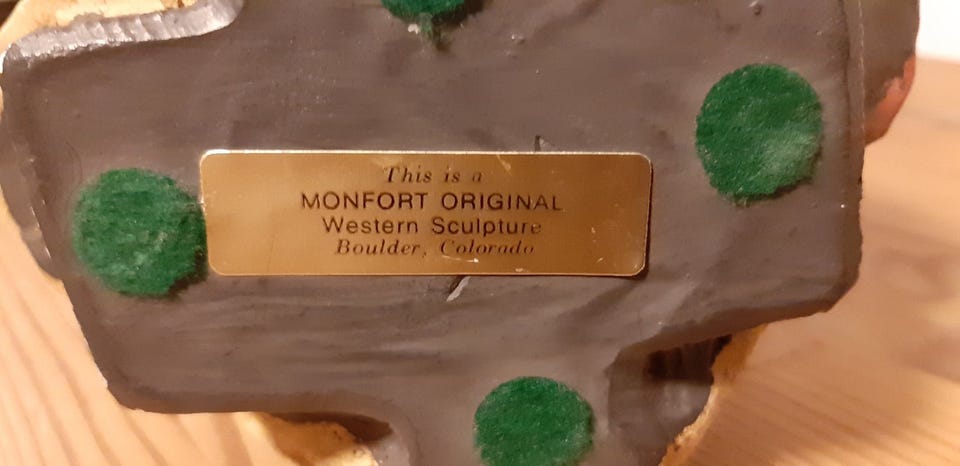 This is a
MONFORT ORIGINAL
Western Sculpture
Boulder, Colorado